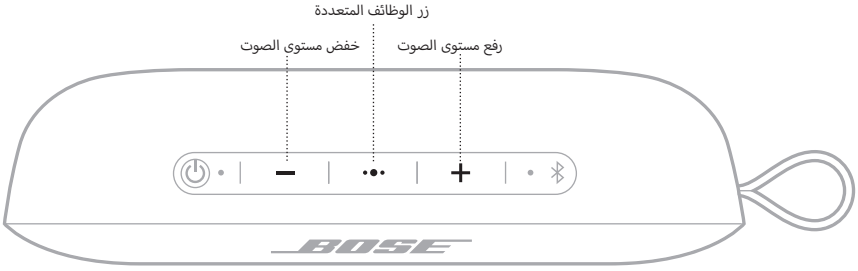 زر الوظائف المتعددة
رفع مستوى الصوت
خفض مستوى الصوت
BOSE